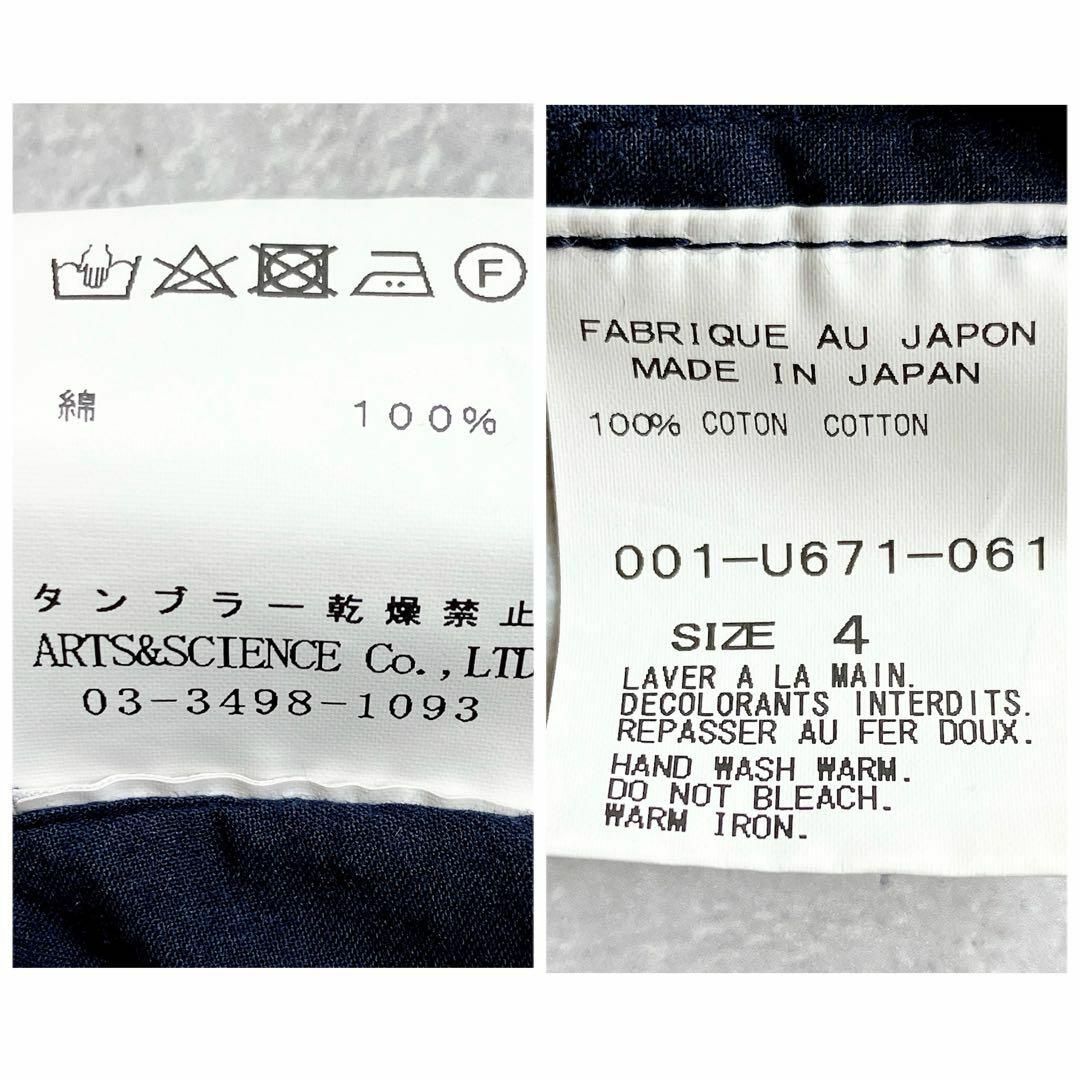 F
綿 100%
タンブラー乾燥禁止
ARTS&SCIENCE Co.,LTD
03-3498-1093
FABRIQUE AU JAPON
MADE IN JAPAN
100% COTON COTTON
001-U671-061
SIZE 4
LAVER A LA MAIN.
DECOLORANTS INTERDITS.
REPASSER AU FER DOUX.
HAND WASH WARM.
DO NOT BLEACH.
WARM IRON.